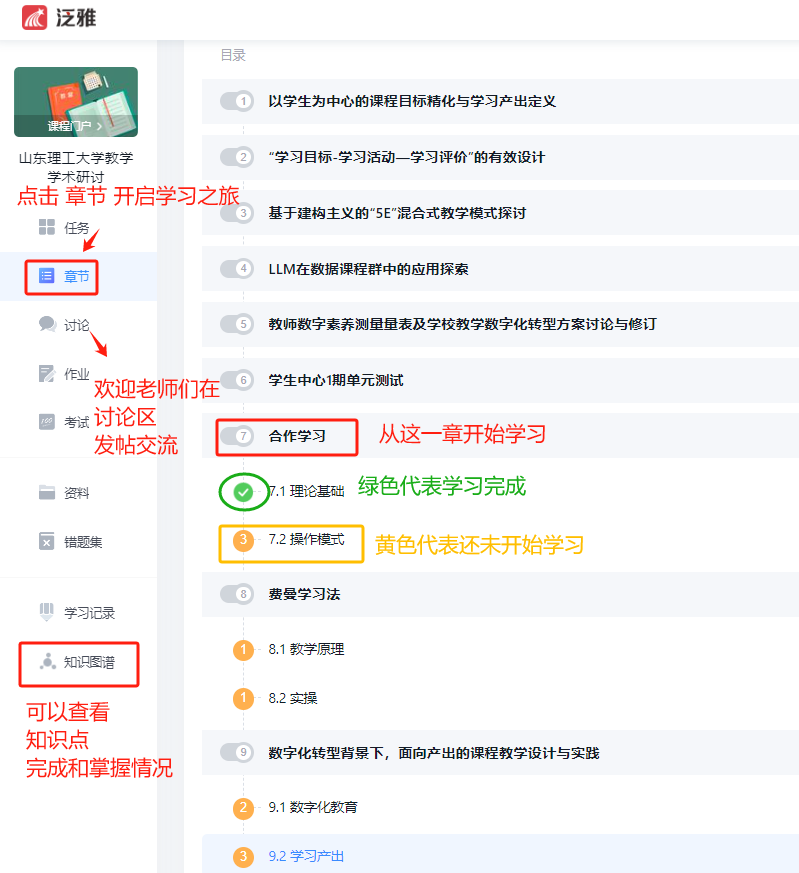 泛雅
目录
课程门户 >
山东理工大学教学
学术研讨
点击 章节 开启学习之旅
任务
章节
讨论
作业
考试
欢迎老师们在
讨论区
发帖交流
资料
错题集
学习记录
知识图谱
可以查看
知识点
完成和掌握情况
1 以学生为中心的课程目标精化与学习产出定义
2 “学习目标-学习活动—学习评价”的有效设计
3 基于建构主义的“5E”混合式教学模式探讨
4 LLM在数据课程群中的应用探索
5 教师数字素养测量量表及学校教学数字化转型方案讨论与修订
6 学生中心1期单元测试
7 合作学习 从这一章开始学习
7.1 理论基础 绿色代表学习完成
3 7.2 操作模式 黄色代表还未开始学习
8 费曼学习法
1 8.1 教学原理
1 8.2 实操
9 数字化转型背景下，面向产出的课程教学设计与实践
2 9.1 数字化教育
3 9.2 学习产出